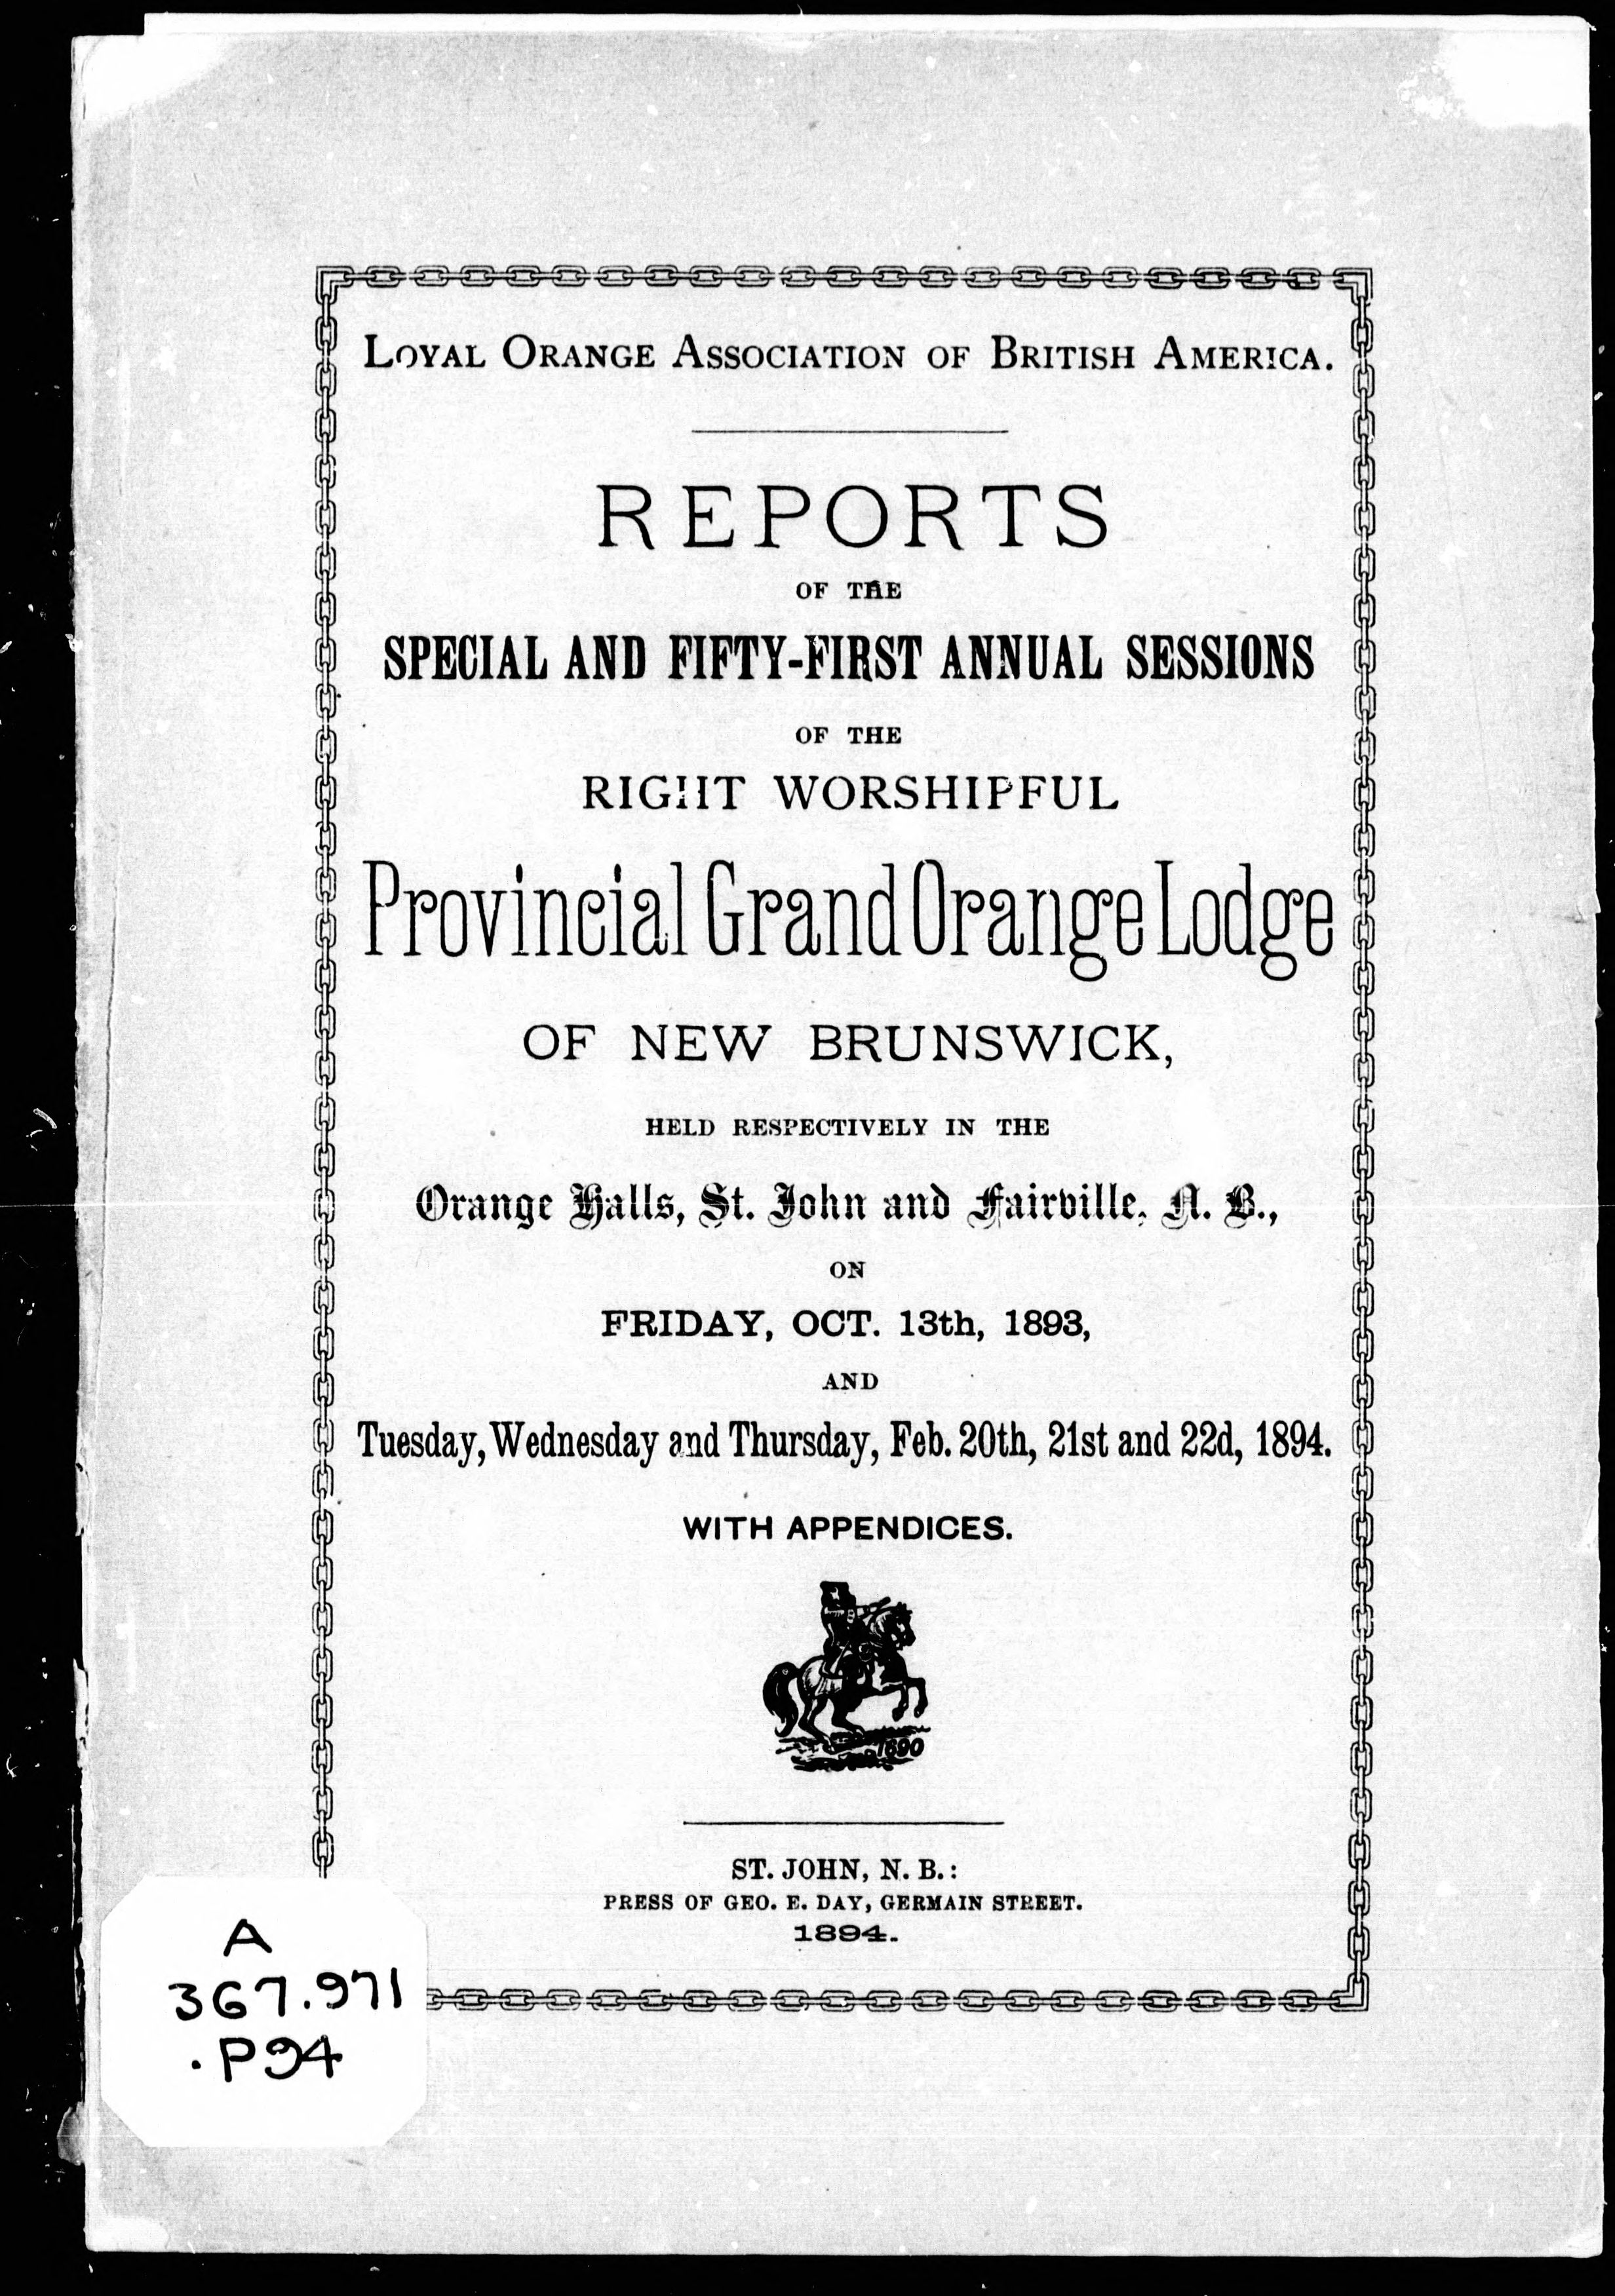 LOYAL ORANGE ASSOCIATION OF BRITISH AMERICA.
REPORTS
OF THE
SPECIAL AND FIFTY-FIRST ANNUAL SESSIONS
OF THE
RIGHT WORSHIPFUL
Provincial Grand Orange Lodge
OF NEW BRUNSWICK,
HELD RESPECTIVELY IN THE
Orange Halls, St. John and Fairville, N. B.,
ON
FRIDAY, OCT. 13th, 1893,
AND
Tuesday, Wednesday and Thursday, Feb. 20th, 21st and 22d, 1894.
WITH APPENDICES.
1690
ST. JOHN, N. B.:
PRESS OF GEO. E. DAY, GERMAIN STREET.
1894.
A
367.971
.P94